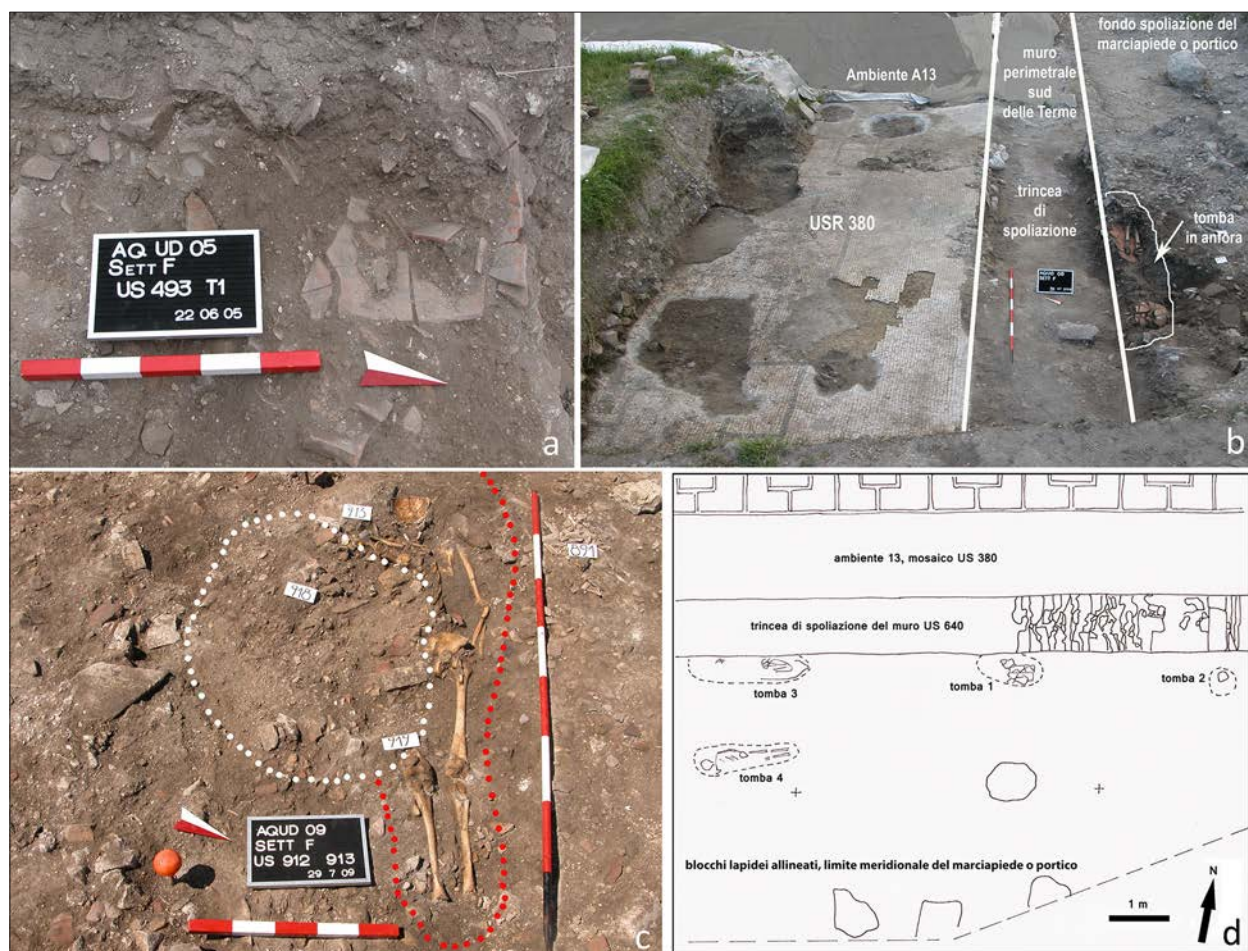 AQ UD 05
SETT F
US 493 T1
22 06 05
a
Ambiente A13
muro
perimetrale
sud
delle Terme
fondo spoliazione del
marciapiede o portico
USR 380
trincea
di
spoliazione
tomba
in anfora
b
915
918
891
919
AQUD 09
SETT F
US 912 913
29 7 09
c
ambiente 13, mosaico US 380
trincea di spoliazione del muro US 640
tomba 3
tomba 1
tomba 2
tomba 4
blocchi lapidei allineati, limite meridionale del marciapiede o portico
1 m
N
d